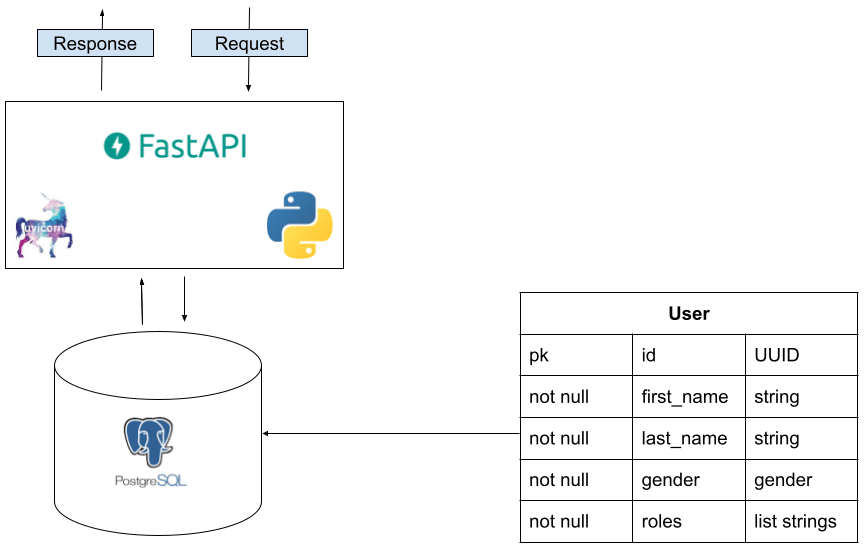 Response
Request
FastAPI
uvicorn
PostgreSQL
User
pk id UUID
not null first_name string
not null last_name string
not null gender gender
not null roles list strings